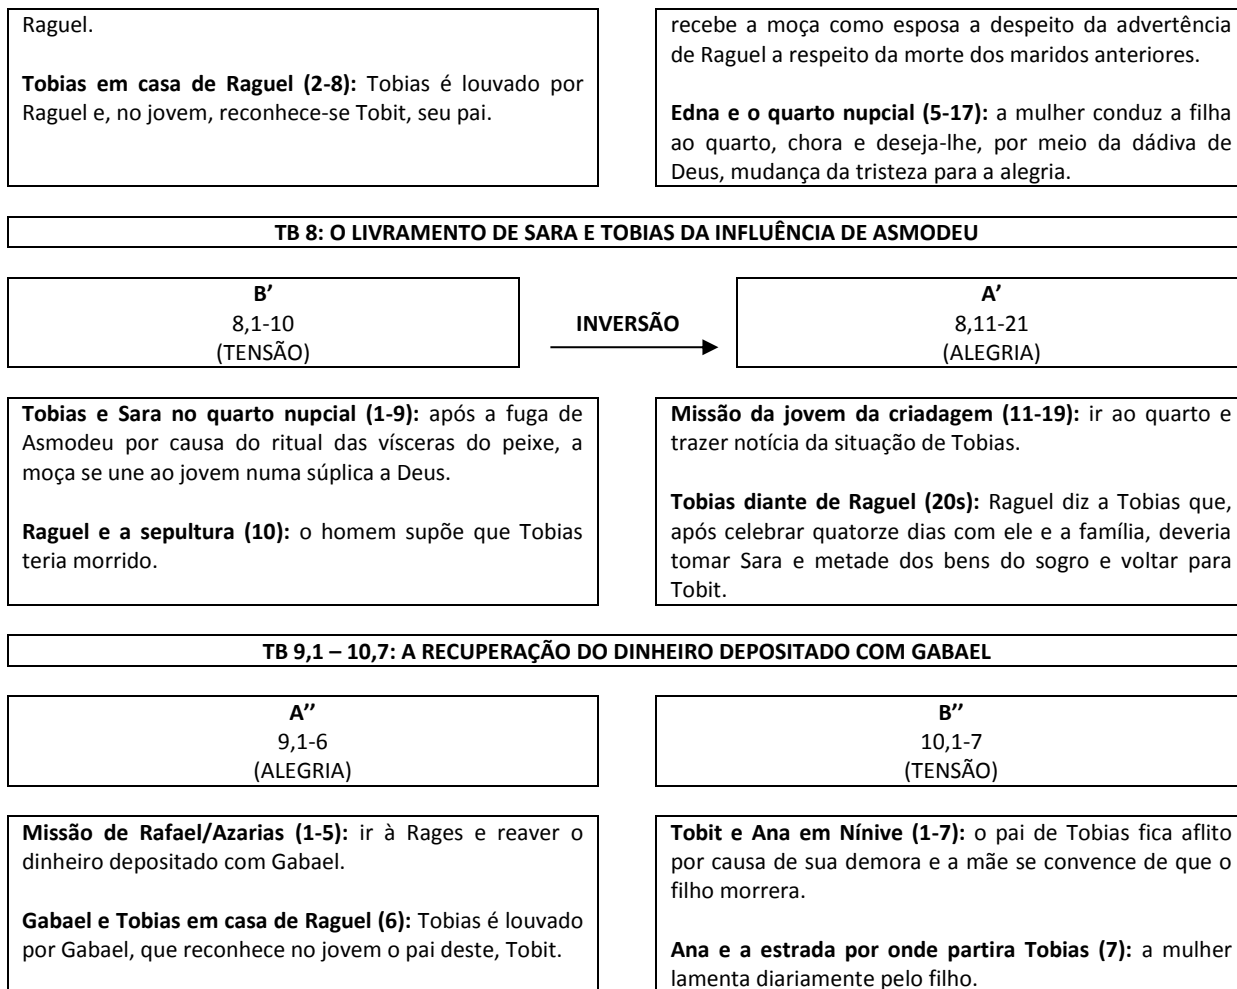 Raguel.
Tobias em casa de Raguel (2-8): Tobias é louvado por
Raguel e, no jovem, reconhece-se Tobit, seu pai.
recebe a moça como esposa a despeito da advertência
de Raguel a respeito da morte dos maridos anteriores.
Edna e o quarto nupcial (5-17): a mulher conduz a filha
ao quarto, chora e deseja-lhe, por meio da dádiva de
Deus, mudança da tristeza para a alegria.
TB 8: O LIVRAMENTO DE SARA E TOBIAS DA INFLUÊNCIA DE ASMODEU
B’
8,1-10
(TENSÃO)
INVERSÃO
A’
8,11-21
(ALEGRIA)
Tobias e Sara no quarto nupcial (1-9): após a fuga de
Asmodeu por causa do ritual das vísceras do peixe, a
moça se une ao jovem numa súplica a Deus.
Raguel e a sepultura (10): o homem supõe que Tobias
teria morrido.
Missão da jovem da criadagem (11-19): ir ao quarto e
trazer notícia da situação de Tobias.
Tobias diante de Raguel (20s): Raguel diz a Tobias que,
após celebrar quatorze dias com ele e a família, deveria
tomar Sara e metade dos bens do sogro e voltar para
Tobit.
TB 9,1 – 10,7: A RECUPERAÇÃO DO DINHEIRO DEPOSITADO COM GABAEL
A’’
9,1-6
(ALEGRIA)
B’’
10,1-7
(TENSÃO)
Missão de Rafael/Azarias (1-5): ir à Rages e reaver o
dinheiro depositado com Gabael.
Gabael e Tobias em casa de Raguel (6): Tobias é louvado
por Gabael, que reconhece no jovem o pai deste, Tobit.
Tobit e Ana em Nínive (1-7): o pai de Tobias fica aflito
por causa de sua demora e a mãe se convence de que o
filho morrera.
Ana e a estrada por onde partira Tobias (7): a mulher
lamenta diariamente pelo filho.